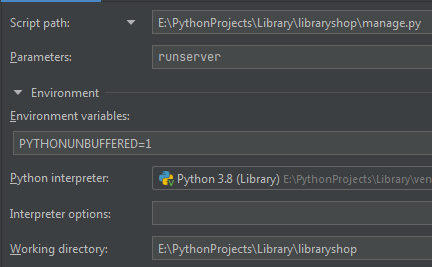 Script path: E:\PythonProjects\Library\libraryshop\manage.py
Parameters: runserver
Environment
Environment variables:
PYTHONUNBUFFERED=1
Python interpreter: Python 3.8 (Library) E:\PythonProjects\Library\ven
Interpreter options:
Working directory: E:\PythonProjects\Library\libraryshop